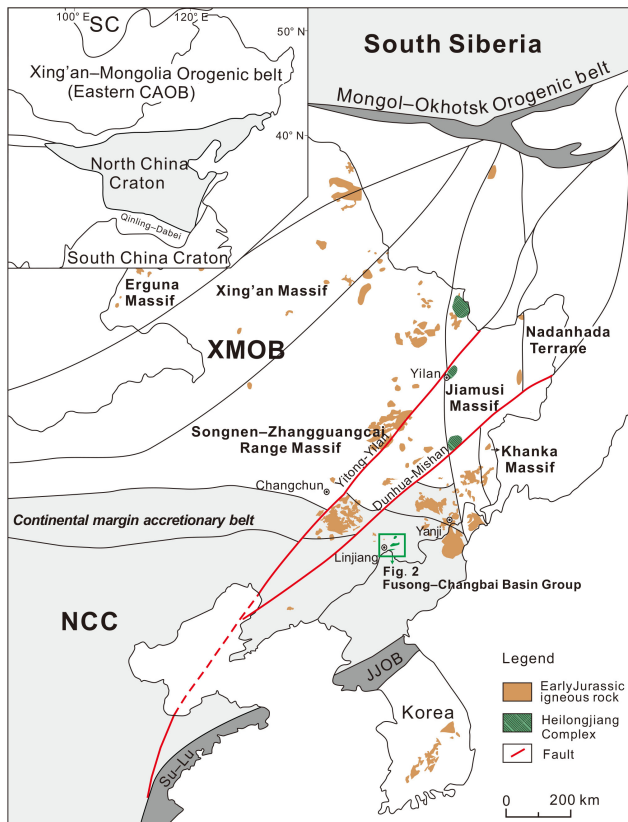 100° E
120° E
SC
50° N
Xing'an–Mongolia Orogenic belt
(Eastern CAOB)
40° N
North China
Craton
Qinling–Dabei
South China Craton
South Siberia
Mongol–Okhotsk Orogenic belt
Erguna
Massif
Xing'an Massif
XMOB
Nadanhada
Terrane
Yilan
Jiamusi
Massif
Songnen–Zhangguangcai
Range Massif
Yitong-Yilan
Dunhua-Mishan
Khanka
Massif
Changchun
Continental margin accretionary belt
Yanji
Linjiang
Fig. 2
Fusong–Changbai Basin Group
NCC
JJOB
Korea
Su–Lu
Legend
EarlyJurassic
igneous rock
Heilongjiang
Complex
Fault
0 200 km